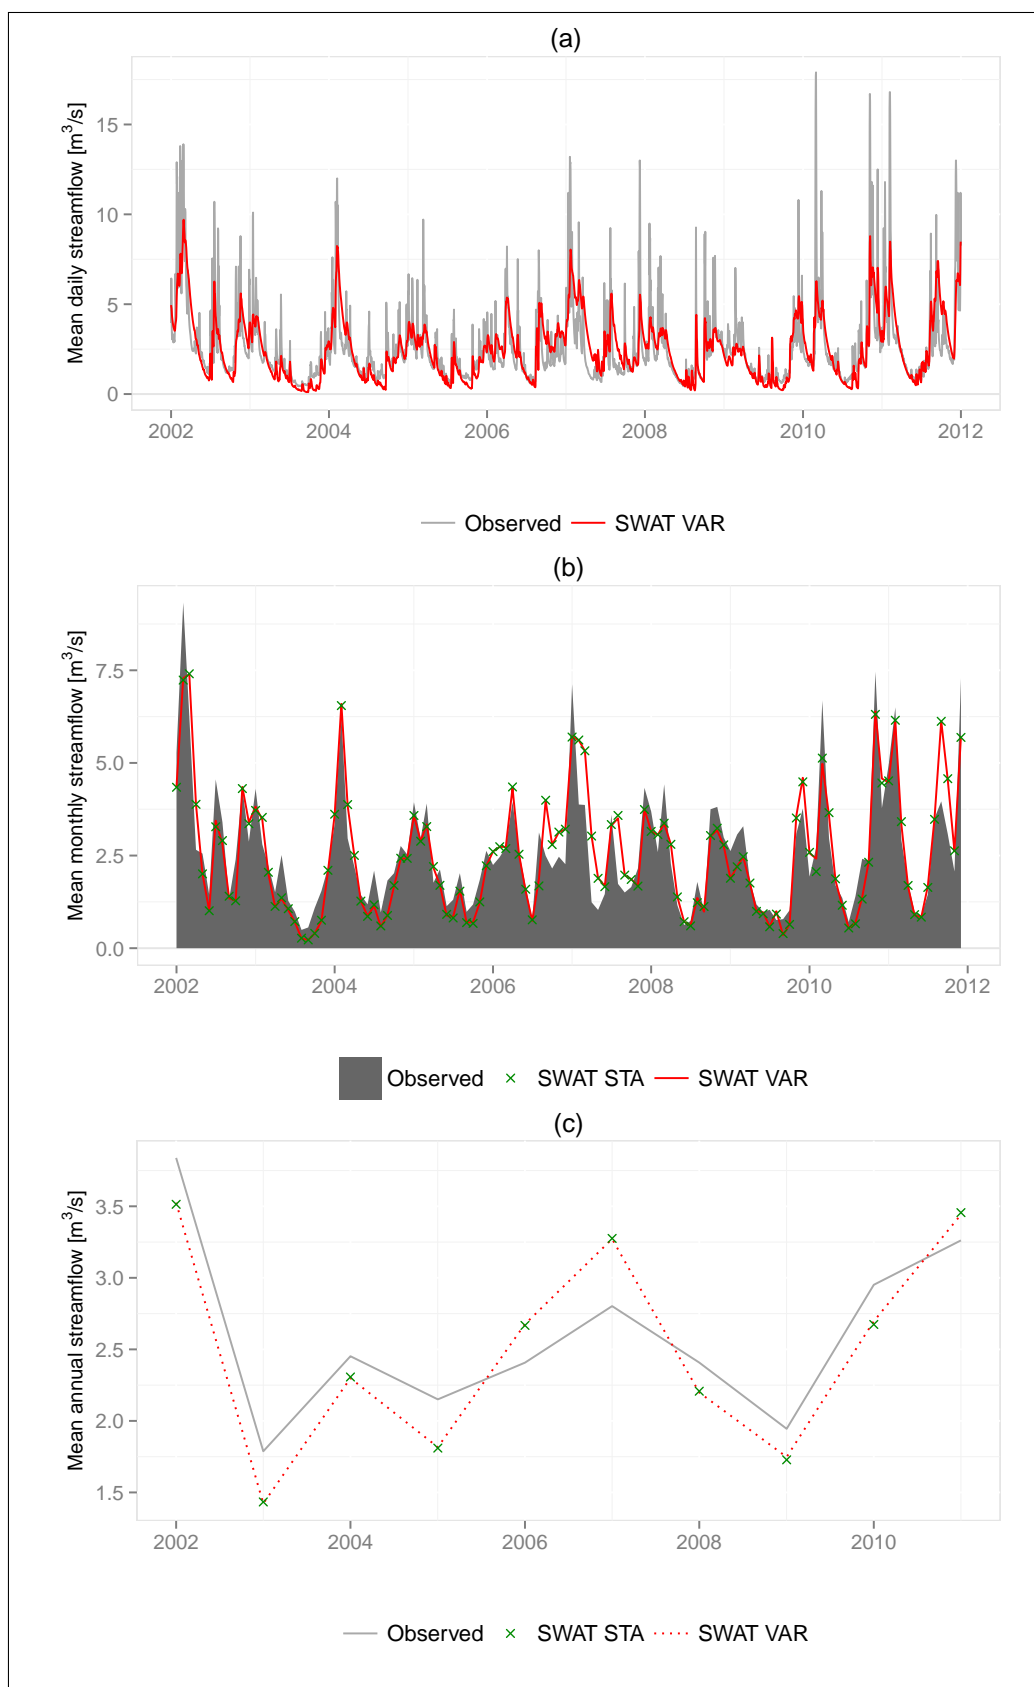 (a)
Mean daily streamflow [m³/s]
15
10
5
0
2002 2004 2006 2008 2010 2012
Observed SWAT VAR
(b)
Mean monthly streamflow [m³/s]
7.5
5.0
2.5
0.0
2002 2004 2006 2008 2010 2012
Observed SWAT STA SWAT VAR
(c)
Mean annual streamflow [m³/s]
3.5
3.0
2.5
2.0
1.5
2002 2004 2006 2008 2010
Observed SWAT STA SWAT VAR